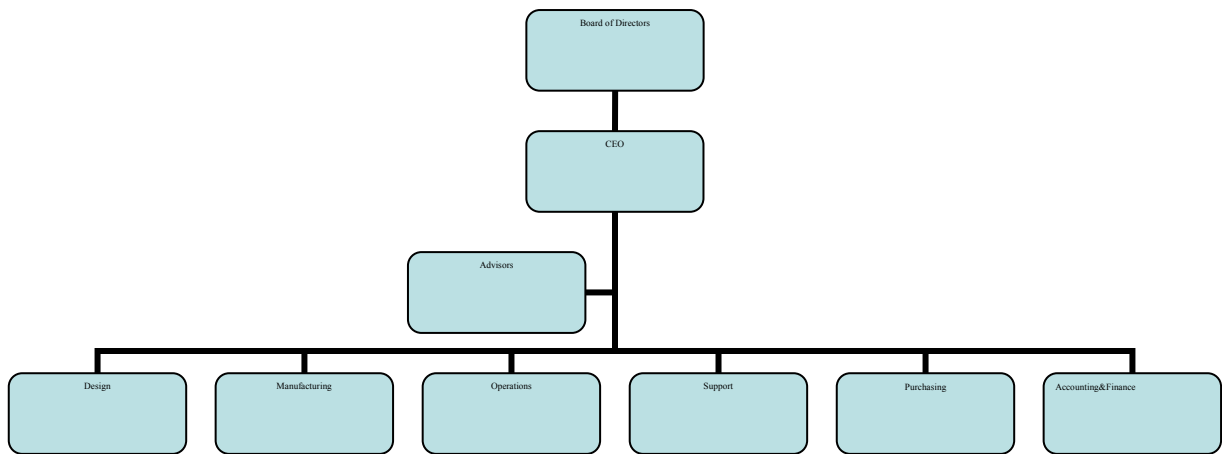 Board of Directors
CEO
Advisors
Design
Manufacturing
Operations
Support
Purchasing
Accounting&Finance